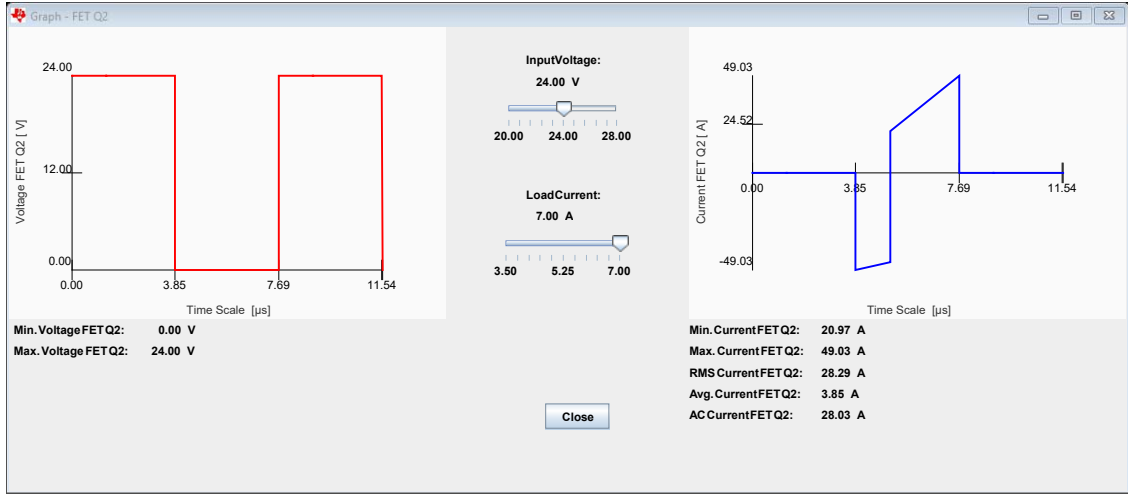 Graph - FET Q2
24.00
12.00
0.00
0.00 3.85 7.69 11.54
Voltage FET Q2 [ V]
Time Scale [µs]
Min. Voltage FET Q2: 0.00 V
Max. Voltage FET Q2: 24.00 V
InputVoltage:
24.00 V
20.00 24.00 28.00
LoadCurrent:
7.00 A
3.50 5.25 7.00
Close
49.03
24.52
0.00 3.85 7.69 11.54
-49.03
Current FET Q2 [ A]
Time Scale [µs]
Min. Current FET Q2: 20.97 A
Max. Current FET Q2: 49.03 A
RMS Current FET Q2: 28.29 A
Avg. Current FET Q2: 3.85 A
AC Current FET Q2: 28.03 A